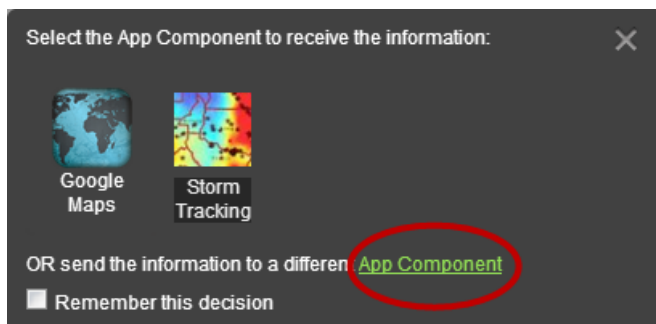 Select the App Component to receive the information:
Google
Maps
Storm
Tracking
OR send the information to a different App Component
Remember this decision